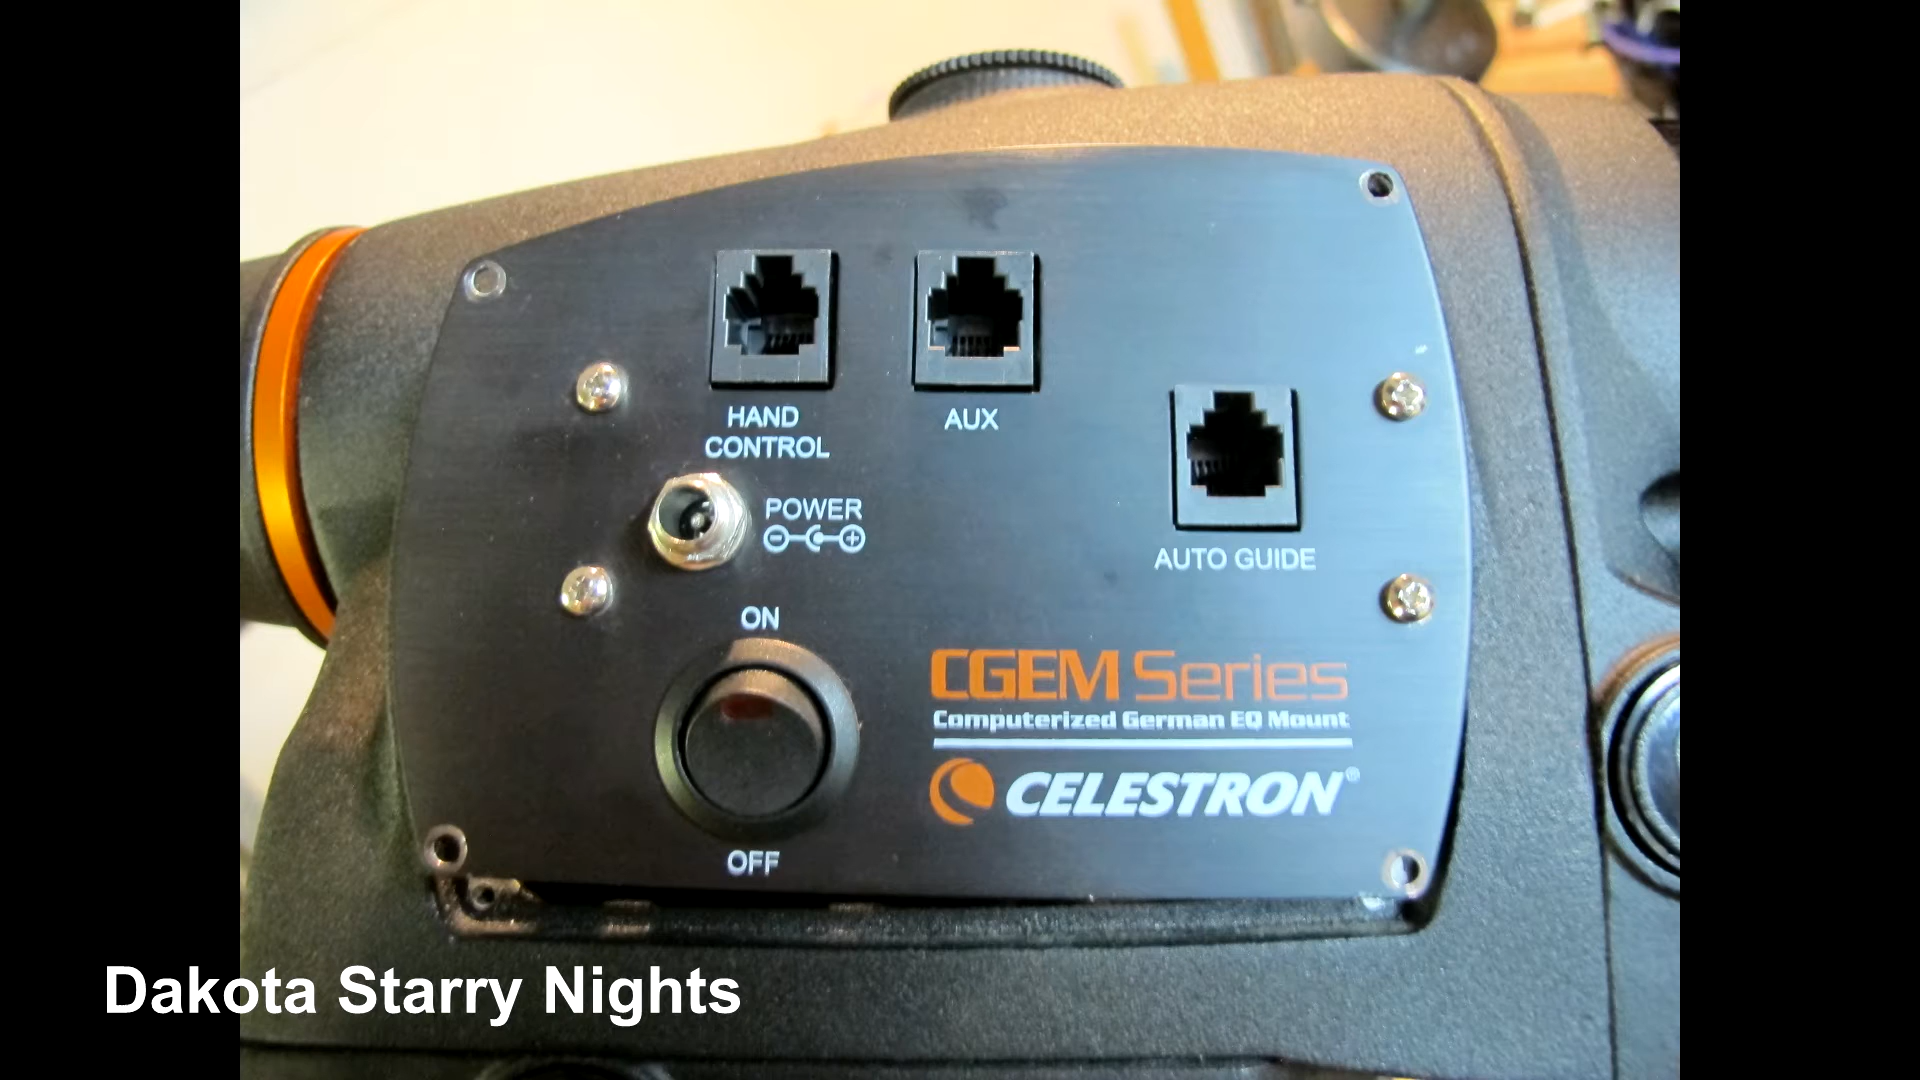 HAND
CONTROL
AUX
POWER
AUTO GUIDE
ON
OFF
CGEM Series
Computerized German EQ Mount
CELESTRON®
Dakota Starry Nights